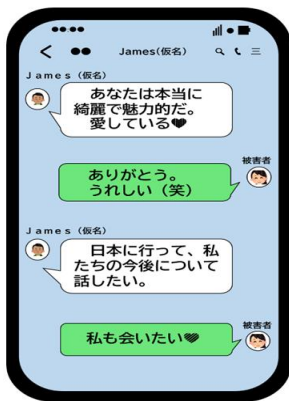 James(仮名)
James(仮名)
あなたは本当に
綺麗で魅力的だ。
愛している♥
被害者
ありがとう。
うれしい(笑)
James(仮名)
日本に行って、私
たちの今後について
話したい。
被害者
私も会いたい♥